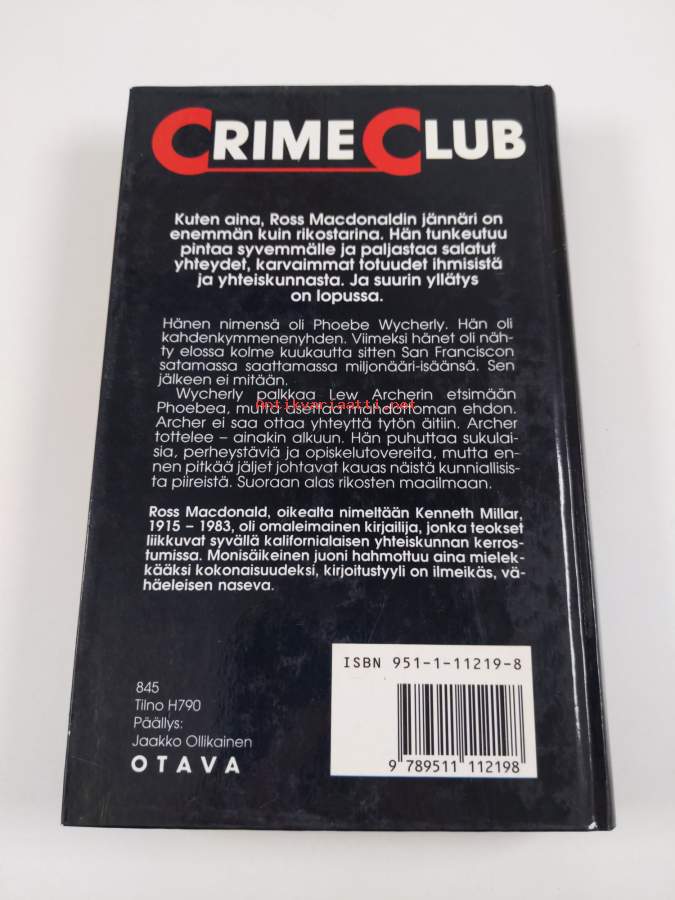 CRIME CLUB
Kuten aina, Ross Macdonaldin jännäri on
enemmän kuin rikostarina. Hän tunkeutuu
pintaa syvemmälle ja paljastaa salatut
yhteydet, karvaimmat totuudet ihmisistä
ja yhteiskunnasta. Ja suurin yllätys
on lopussa.
Hänen nimensä oli Phoebe Wycherly. Hän oli
kahdenkymmenenyhden. Viimeksi hänet oli näh-
ty elossa kolme kuukautta sitten San Franciscon
satamassa saattamassa miljonääri-isäänsä. Sen
jälkeen ei mitään.
Wycherly palkkaa Lew Archerin etsimään
Phoebea, mutta asettaa mahdottoman ehdon.
Antikvariaatti.net
Archer ei saa ottaa yhteyttä tytön äitiin. Archer
tottelee – ainakin alkuun. Hän puhuttaa sukulai-
sia, perheystäviä ja opiskelutovereita, mutta en-
nen pitkää jäljet johtavat kauas näistä kunniallisis-
ta piireistä. Suoraan alas rikosten maailmaan.
Ross Macdonald, oikealta nimeltään Kenneth Millar,
1915 – 1983, oli omaleimainen kirjailija, jonka teokset
liikkuvat syvällä kalifornialaisen yhteiskunnan kerros-
tumissa. Monisäikeinen juoni hahmottuu aina mielek-
kääksi kokonaisuudeksi, kirjoitustyyli on ilmeikäs, vä-
häeleisen naseva.
ISBN 951-1-11219-8
845
Tilno H790
Päällys:
Jaakko Ollikainen
OTAVA
9 789511 112198